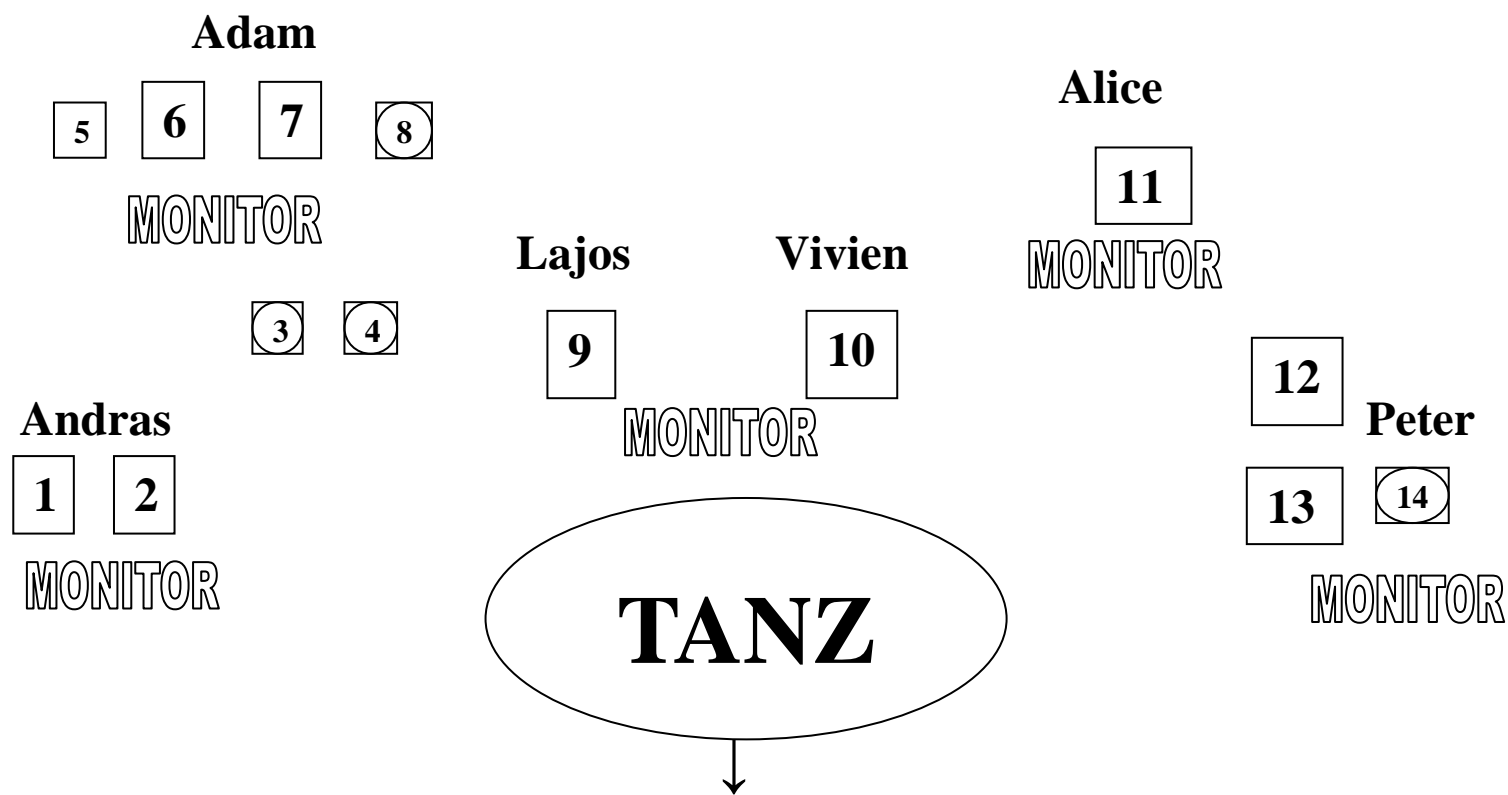 Adam
Alice
5 6 7 8
11
MONITOR
Lajos Vivien
MONITOR
3 4
9 10
12
Andras
MONITOR
Peter
1 2
13 14
MONITOR
MONITOR
TANZ